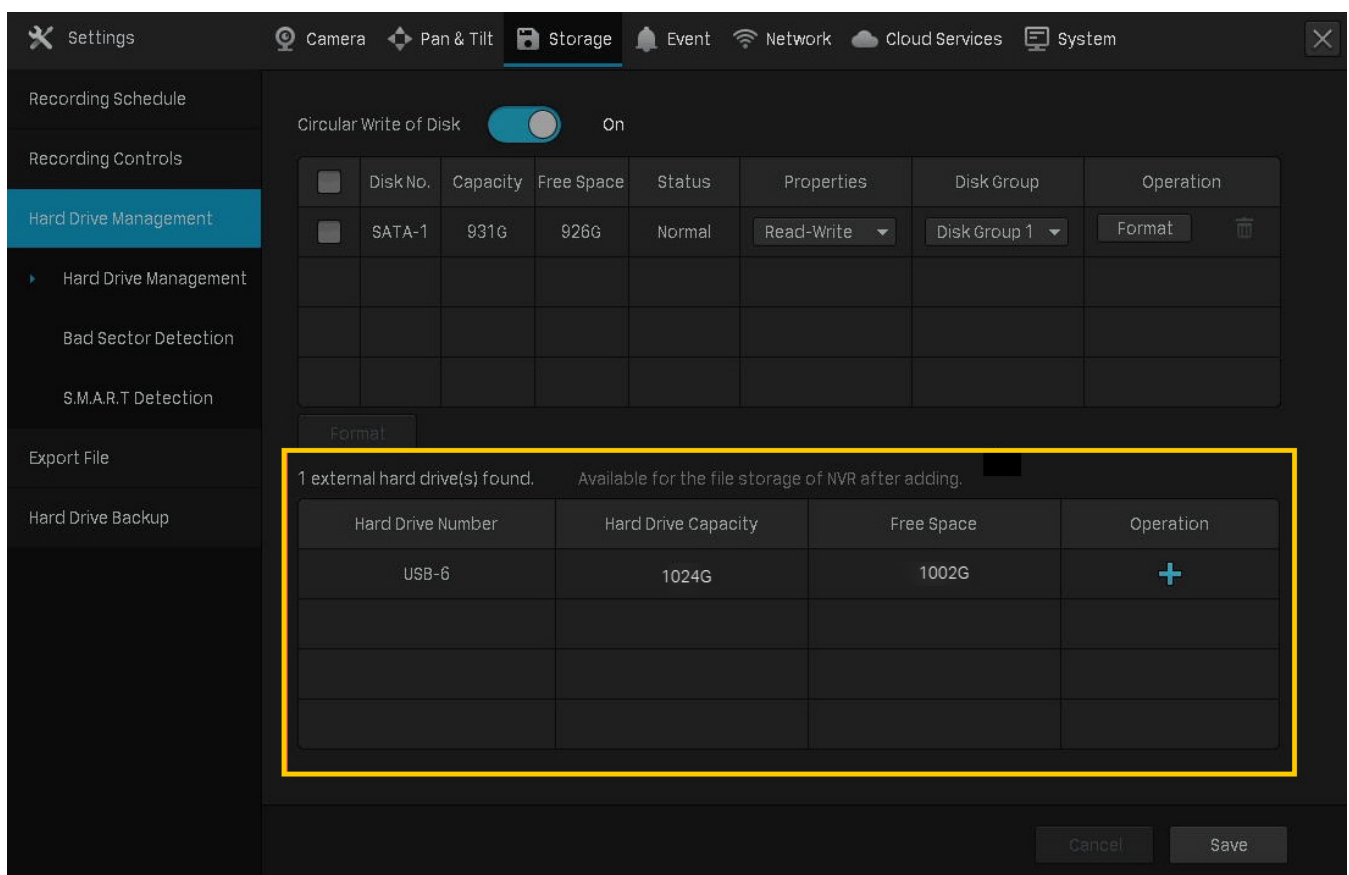 Settings Camera Pan & Tilt Storage Event Network Cloud Services System
Recording Schedule
Recording Controls
Hard Drive Management
Hard Drive Management
Bad Sector Detection
S.M.A.R.T Detection
Export File
Hard Drive Backup
Circular Write of Disk On
Disk No. Capacity Free Space Status Properties Disk Group Operation
SATA-1 931G 926G Normal Read-Write Disk Group 1 Format
Format
1 external hard drive(s) found. Available for the file storage of NVR after adding.
Hard Drive Number Hard Drive Capacity Free Space Operation
USB-6 1024G 1002G
Cancel Save